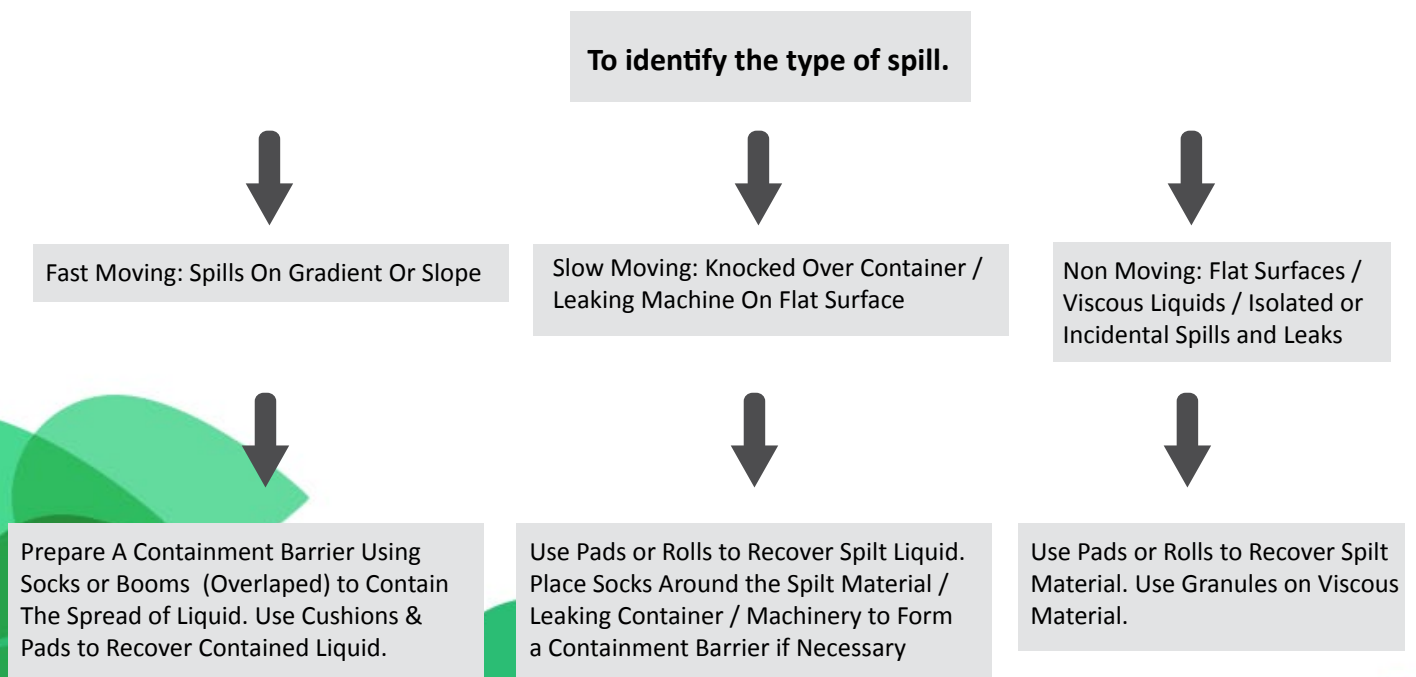 To identify the type of spill.
Fast Moving: Spills On Gradient Or Slope
Slow Moving: Knocked Over Container /
Leaking Machine On Flat Surface
Non Moving: Flat Surfaces /
Viscous Liquids / Isolated or
Incidental Spills and Leaks
Prepare A Containment Barrier Using
Socks or Booms (Overlaped) to Contain
The Spread of Liquid. Use Cushions &
Pads to Recover Contained Liquid.
Use Pads or Rolls to Recover Spilt Liquid.
Place Socks Around the Spilt Material /
Leaking Container / Machinery to Form
a Containment Barrier if Necessary
Use Pads or Rolls to Recover Spilt
Material. Use Granules on Viscous
Material.